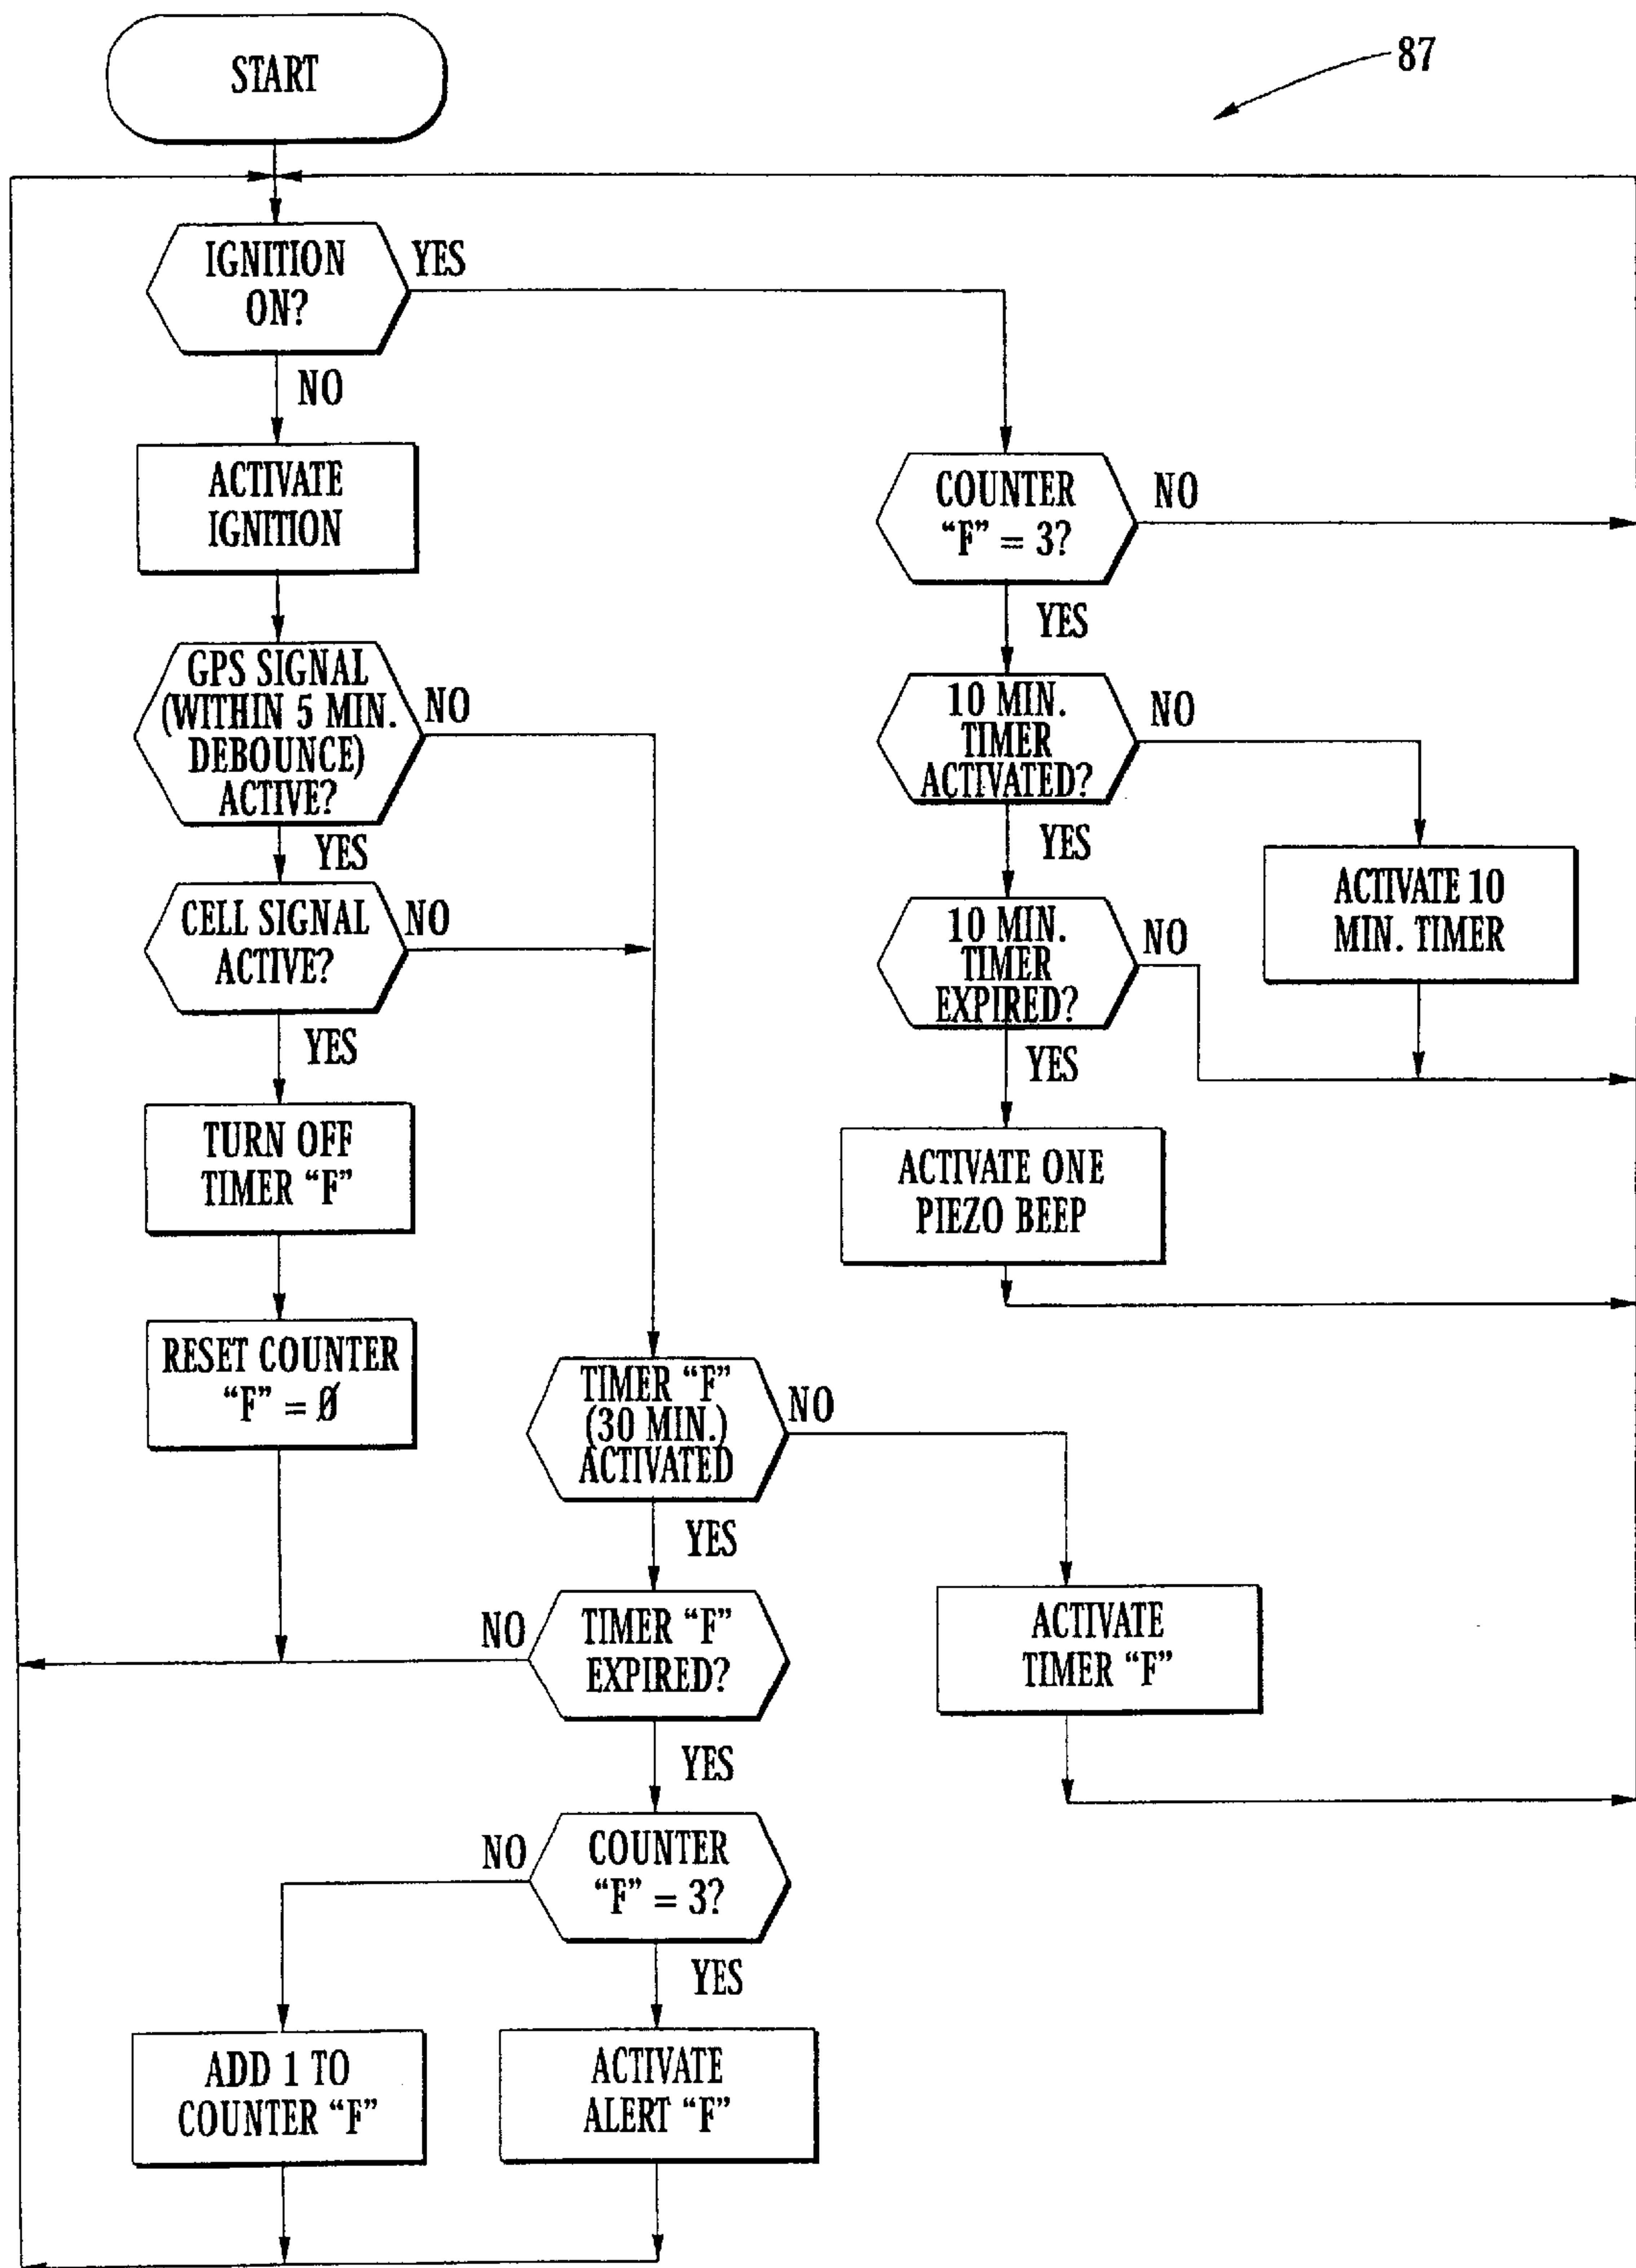 START
87
IGNITION
ON?
YES
NO
ACTIVATE
IGNITION
COUNTER
“F” = 3?
NO
YES
GPS SIGNAL
(WITHIN 5 MIN.
DEBOUNCE)
ACTIVE?
NO
YES
10 MIN.
TIMER
ACTIVATED?
NO
YES
ACTIVATE 10
MIN. TIMER
CELL SIGNAL
ACTIVE?
NO
YES
10 MIN.
TIMER
EXPIRED?
NO
YES
TURN OFF
TIMER “F”
ACTIVATE ONE
PIEZO BEEP
RESET COUNTER
“F” = Ø
TIMER “F”
(30 MIN.)
ACTIVATED
NO
YES
TIMER “F”
EXPIRED?
NO
YES
ACTIVATE
TIMER “F”
COUNTER
“F” = 3?
NO
YES
ADD 1 TO
COUNTER “F”
ACTIVATE
ALERT “F”